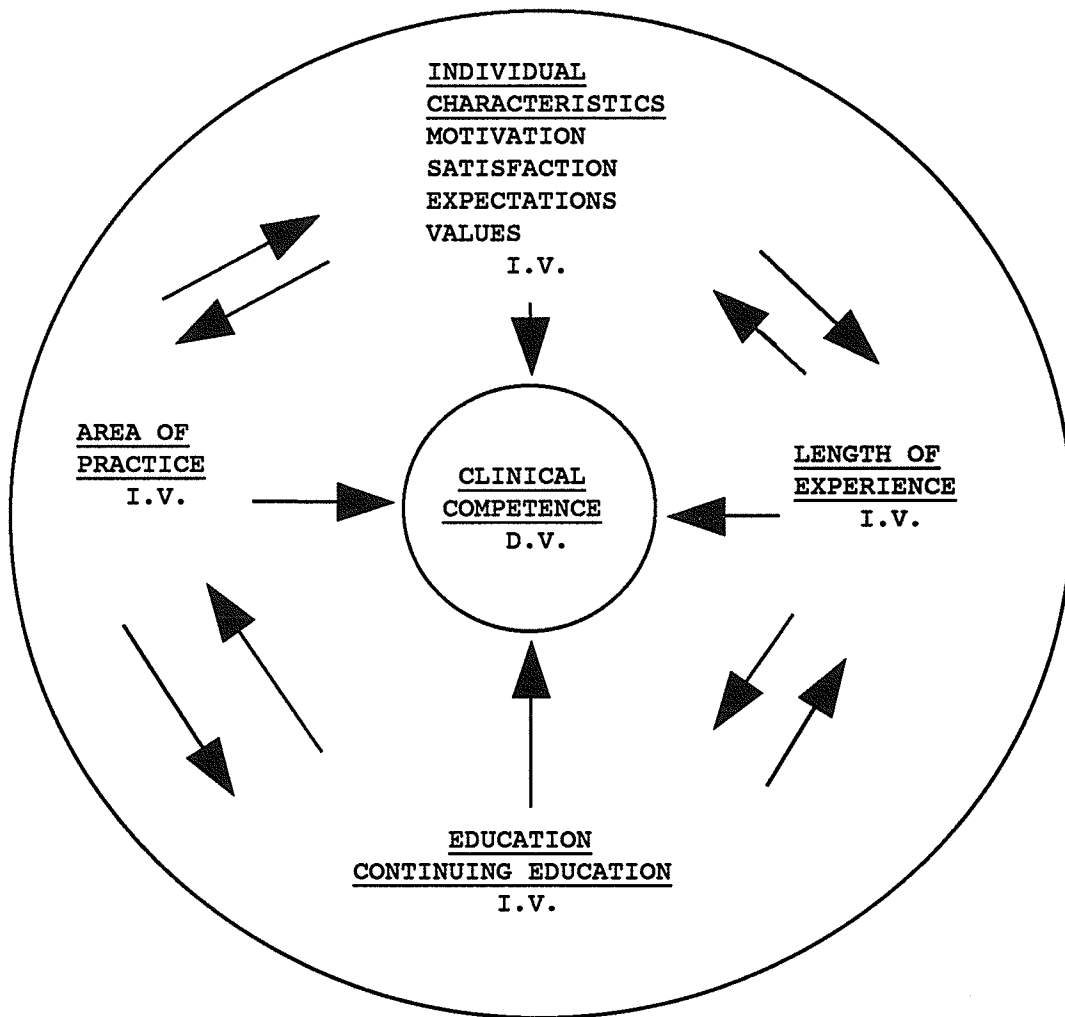 INDIVIDUAL
CHARACTERISTICS
MOTIVATION
SATISFACTION
EXPECTATIONS
VALUES
I.V.
AREA OF
PRACTICE
I.V.
CLINICAL
COMPETENCE
D.V.
LENGTH OF
EXPERIENCE
I.V.
EDUCATION
CONTINUING EDUCATION
I.V.